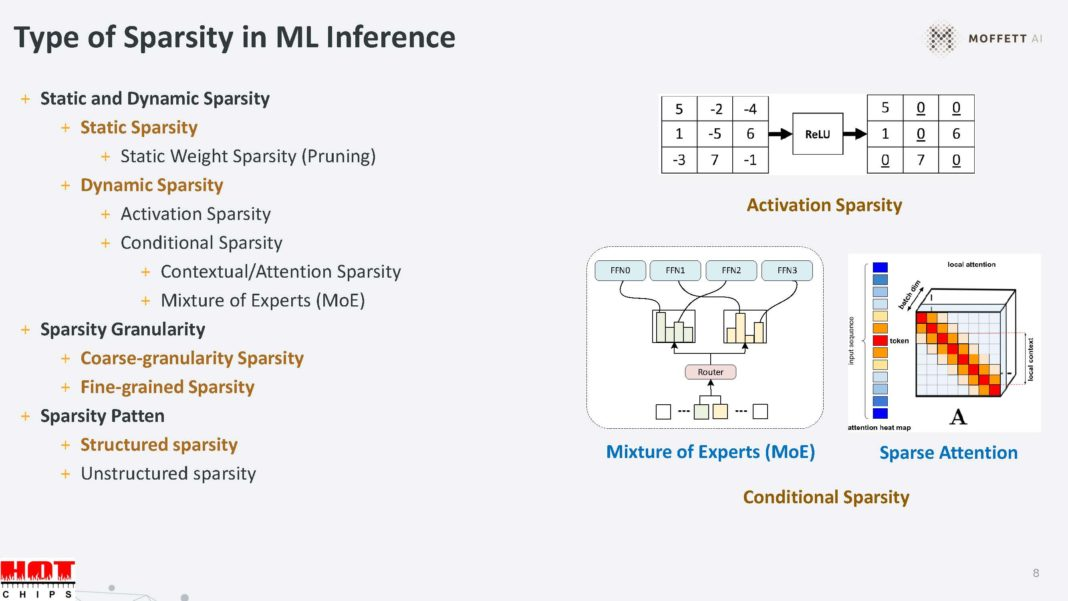 Type of Sparsity in ML Inference
MOFFETT AI
+ Static and Dynamic Sparsity
+ Static Sparsity
+ Static Weight Sparsity (Pruning)
+ Dynamic Sparsity
+ Activation Sparsity
+ Conditional Sparsity
+ Contextual/Attention Sparsity
+ Mixture of Experts (MoE)
+ Sparsity Granularity
+ Coarse-granularity Sparsity
+ Fine-grained Sparsity
+ Sparsity Patten
+ Structured sparsity
+ Unstructured sparsity
5 -2 -4
1 -5 6
-3 7 -1
ReLU
5 0 0
1 0 6
0 7 0
Activation Sparsity
FFN0 FFN1 FFN2 FFN3
Router
Mixture of Experts (MoE)
local attention
batch dim
input sequence
token
local context
attention heat map
A
Sparse Attention
Conditional Sparsity
HOT
CHIPS
8